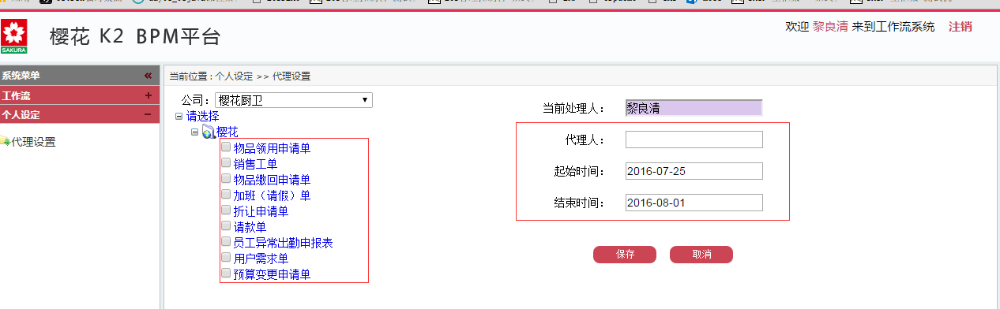 樱花 K2 BPM平台
SAKURA
欢迎 黎良清 来到工作流系统 注销
系统菜单
工作流
个人设定
代理设置
当前位置 : 个人设定 >> 代理设置
公司： 樱花厨卫
请选择
樱花
物品领用申请单
销售工单
物品缴回申请单
加班（请假）单
折让申请单
请款单
员工异常出勤申报表
用户需求单
预算变更申请单
当前处理人： 黎良清
代理人：
起始时间： 2016-07-25
结束时间： 2016-08-01
保存 取消